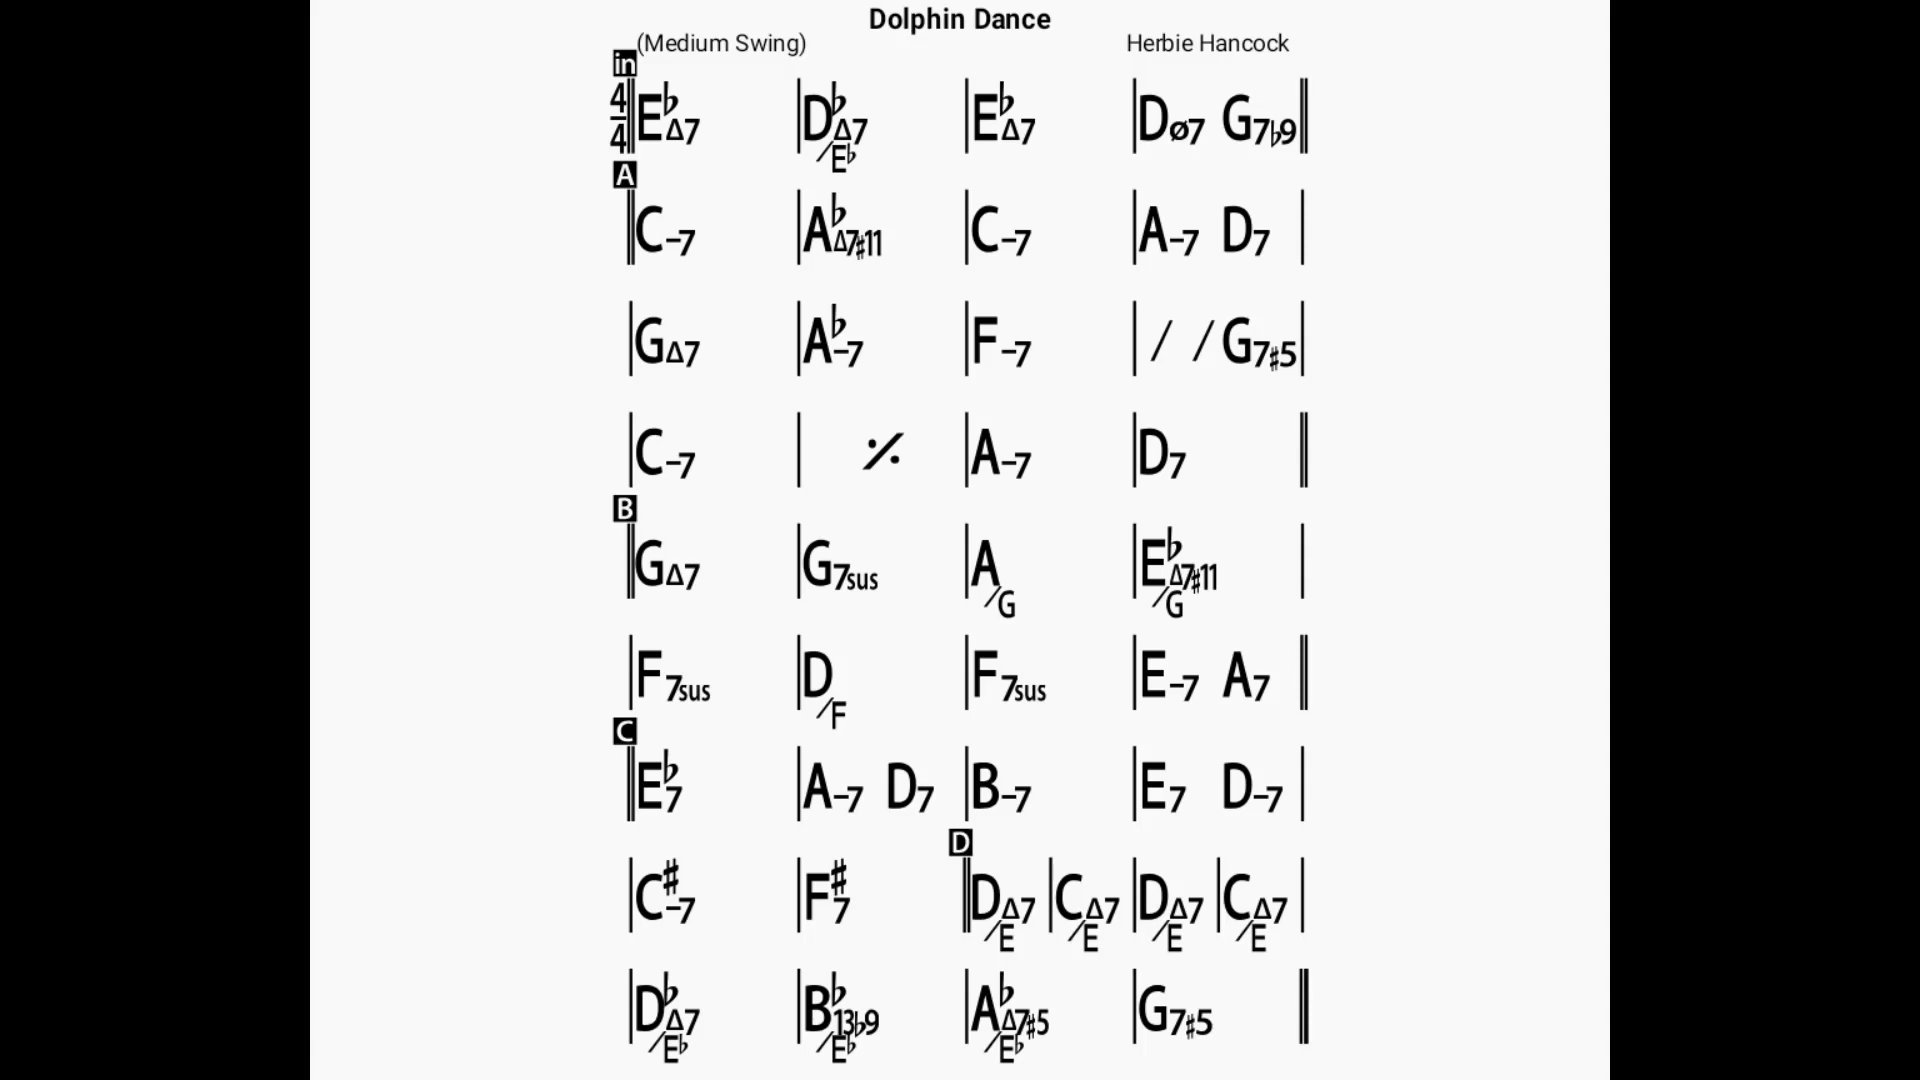 Dolphin Dance
(Medium Swing) Herbie Hancock
in
4/4 E♭Δ7 | D♭Δ7/E♭ | E♭Δ7 | Dø7 G7♭9
A
C–7 | A♭Δ7♯11 | C–7 | A–7 D7
GΔ7 | A♭–7 | F–7 | / / G7♯5
C–7 | 𝄎 | A–7 | D7
B
GΔ7 | G7sus | A/G | E♭Δ7♯11/G
F7sus | D/F | F7sus | E–7 A7
C
E♭7 | A–7 D7 | B–7 | E7 D–7
D
C♯–7 | F♯7 | DΔ7/E | CΔ7/E | DΔ7/E | CΔ7/E
D♭Δ7/E♭ | B♭13♭9/E♭ | A♭Δ7♯5/E♭ | G7♯5